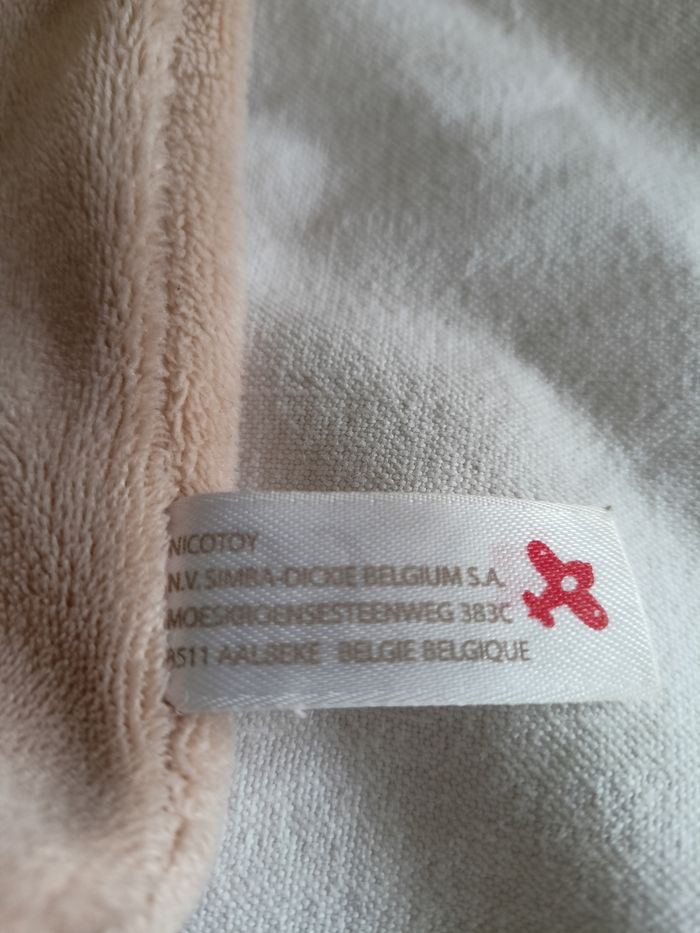 NICOTOY
N.V. SIMBA-DICKIE BELGIUM S.A.
MOESKROENSESTEENWEG 383C
8511 AALBEKE BELGIE BELGIQUE